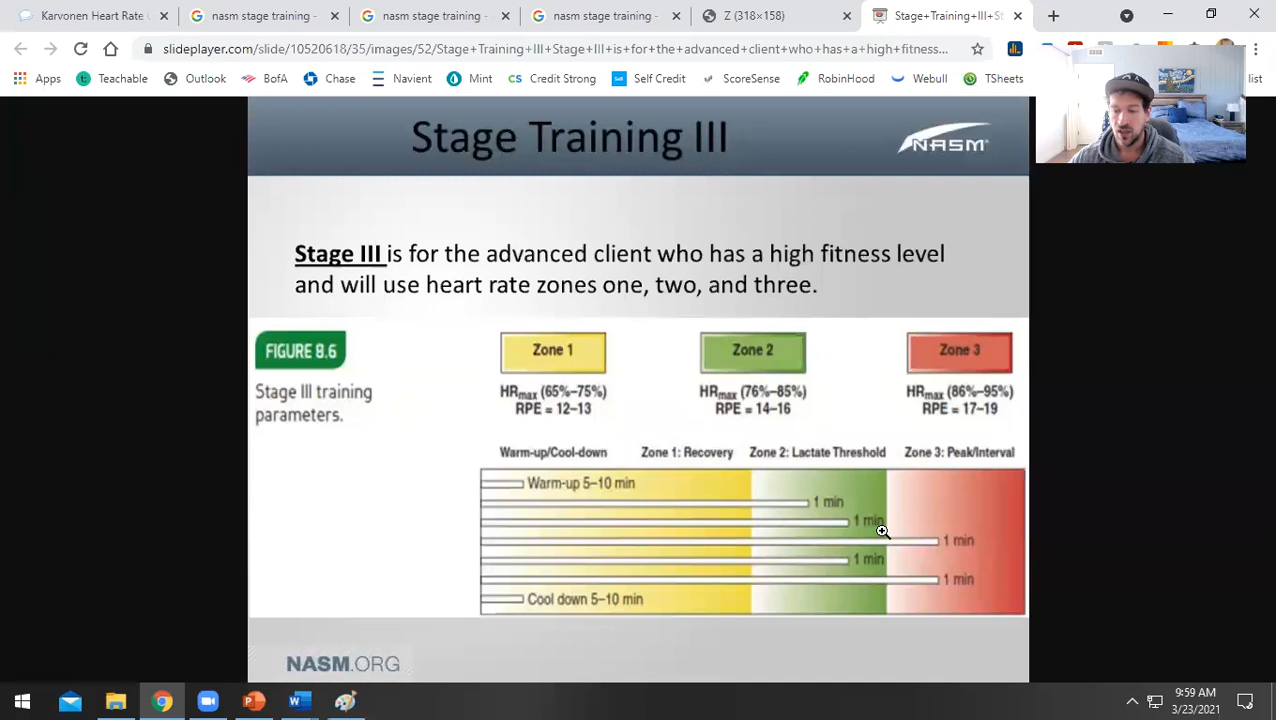 Karvonen Heart Rate
nasm stage training -
nasm stage training -
nasm stage training -
Z (318×158)
Stage+Training+III+S
slideplayer.com/slide/10520618/35/images/52/Stage+Training+III+Stage+III+is+for+the+advanced+client+who+has+a+high+fitness...
Apps
Teachable
Outlook
BofA
Chase
Navient
Mint
CS Credit Strong
Self Self Credit
ScoreSense
RobinHood
Webull
TSheets
list
Stage Training III
NASM
Stage III is for the advanced client who has a high fitness level
and will use heart rate zones one, two, and three.
FIGURE 8.6
Stage III training
parameters.
Zone 1
Zone 2
Zone 3
HRmax (65%–75%)
RPE = 12–13
HRmax (76%–85%)
RPE = 14–16
HRmax (86%–95%)
RPE = 17–19
Warm-up/Cool-down
Zone 1: Recovery
Zone 2: Lactate Threshold
Zone 3: Peak/Interval
Warm-up 5–10 min
1 min
1 min
1 min
1 min
1 min
Cool down 5–10 min
NASM.ORG
9:59 AM
3/23/2021